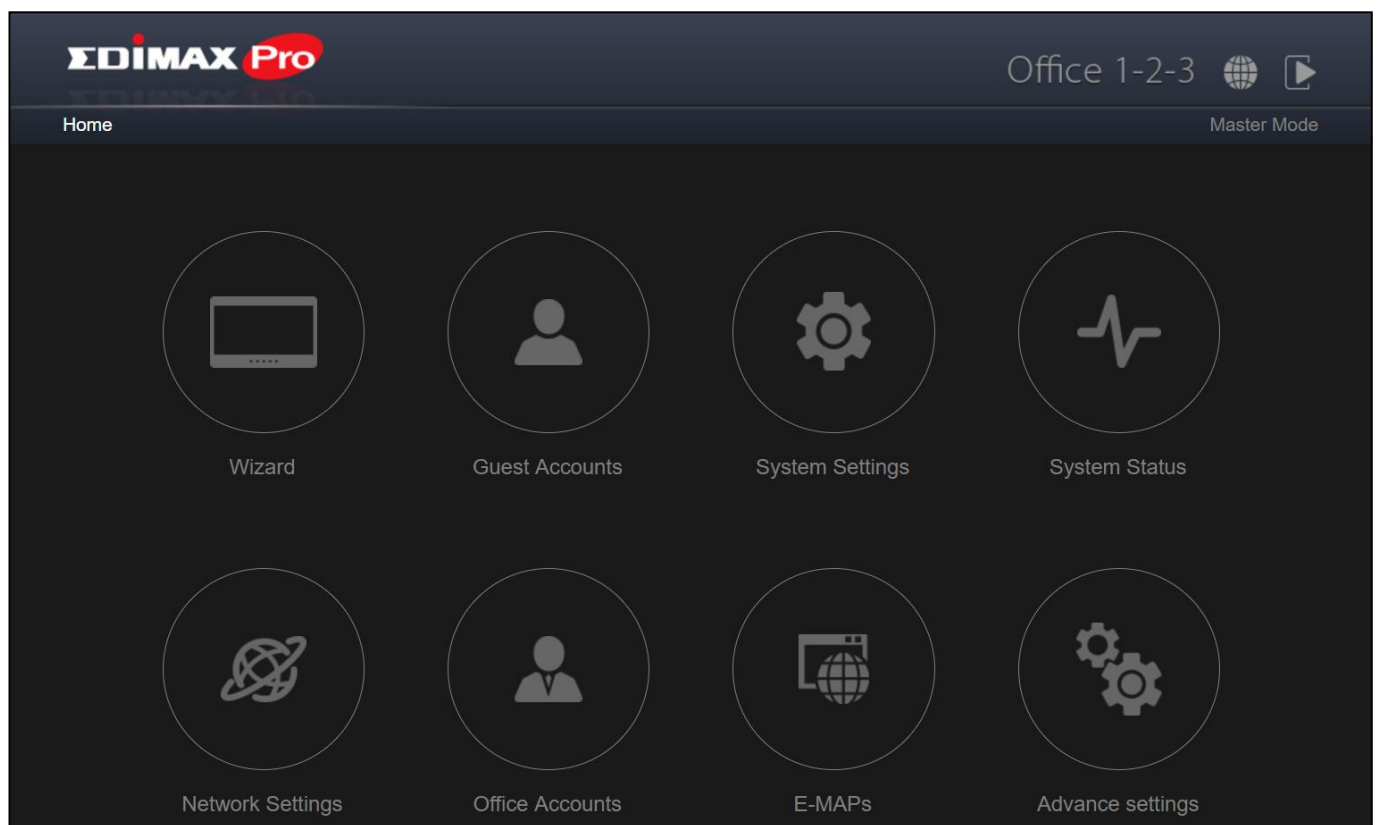 ΣDiMAX Pro
Office 1-2-3
Home
Master Mode
Wizard
Guest Accounts
System Settings
System Status
Network Settings
Office Accounts
E-MAPs
Advance settings